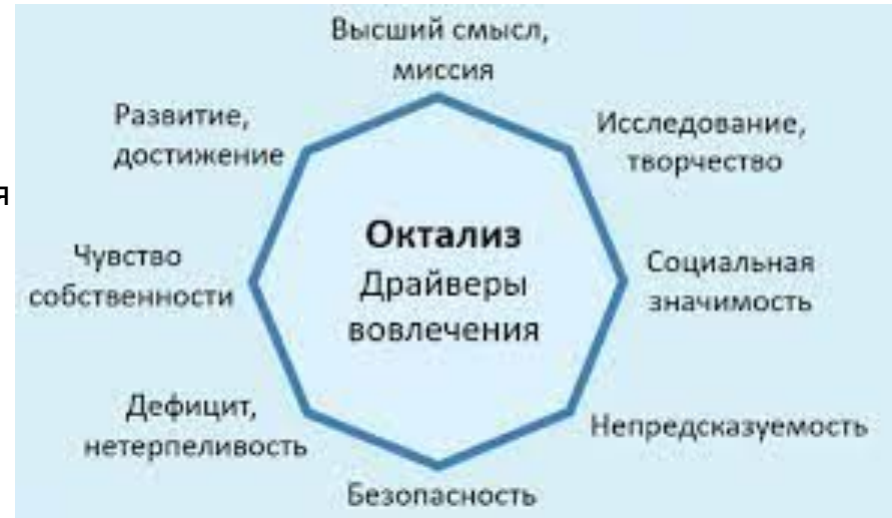 Высший смысл,
миссия
Развитие,
достижение
Исследование,
творчество
я
Октализ
Драйверы
вовлечения
Чувство
собственности
Социальная
значимость
Дефицит,
нетерпеливость
Непредсказуемость
Безопасность